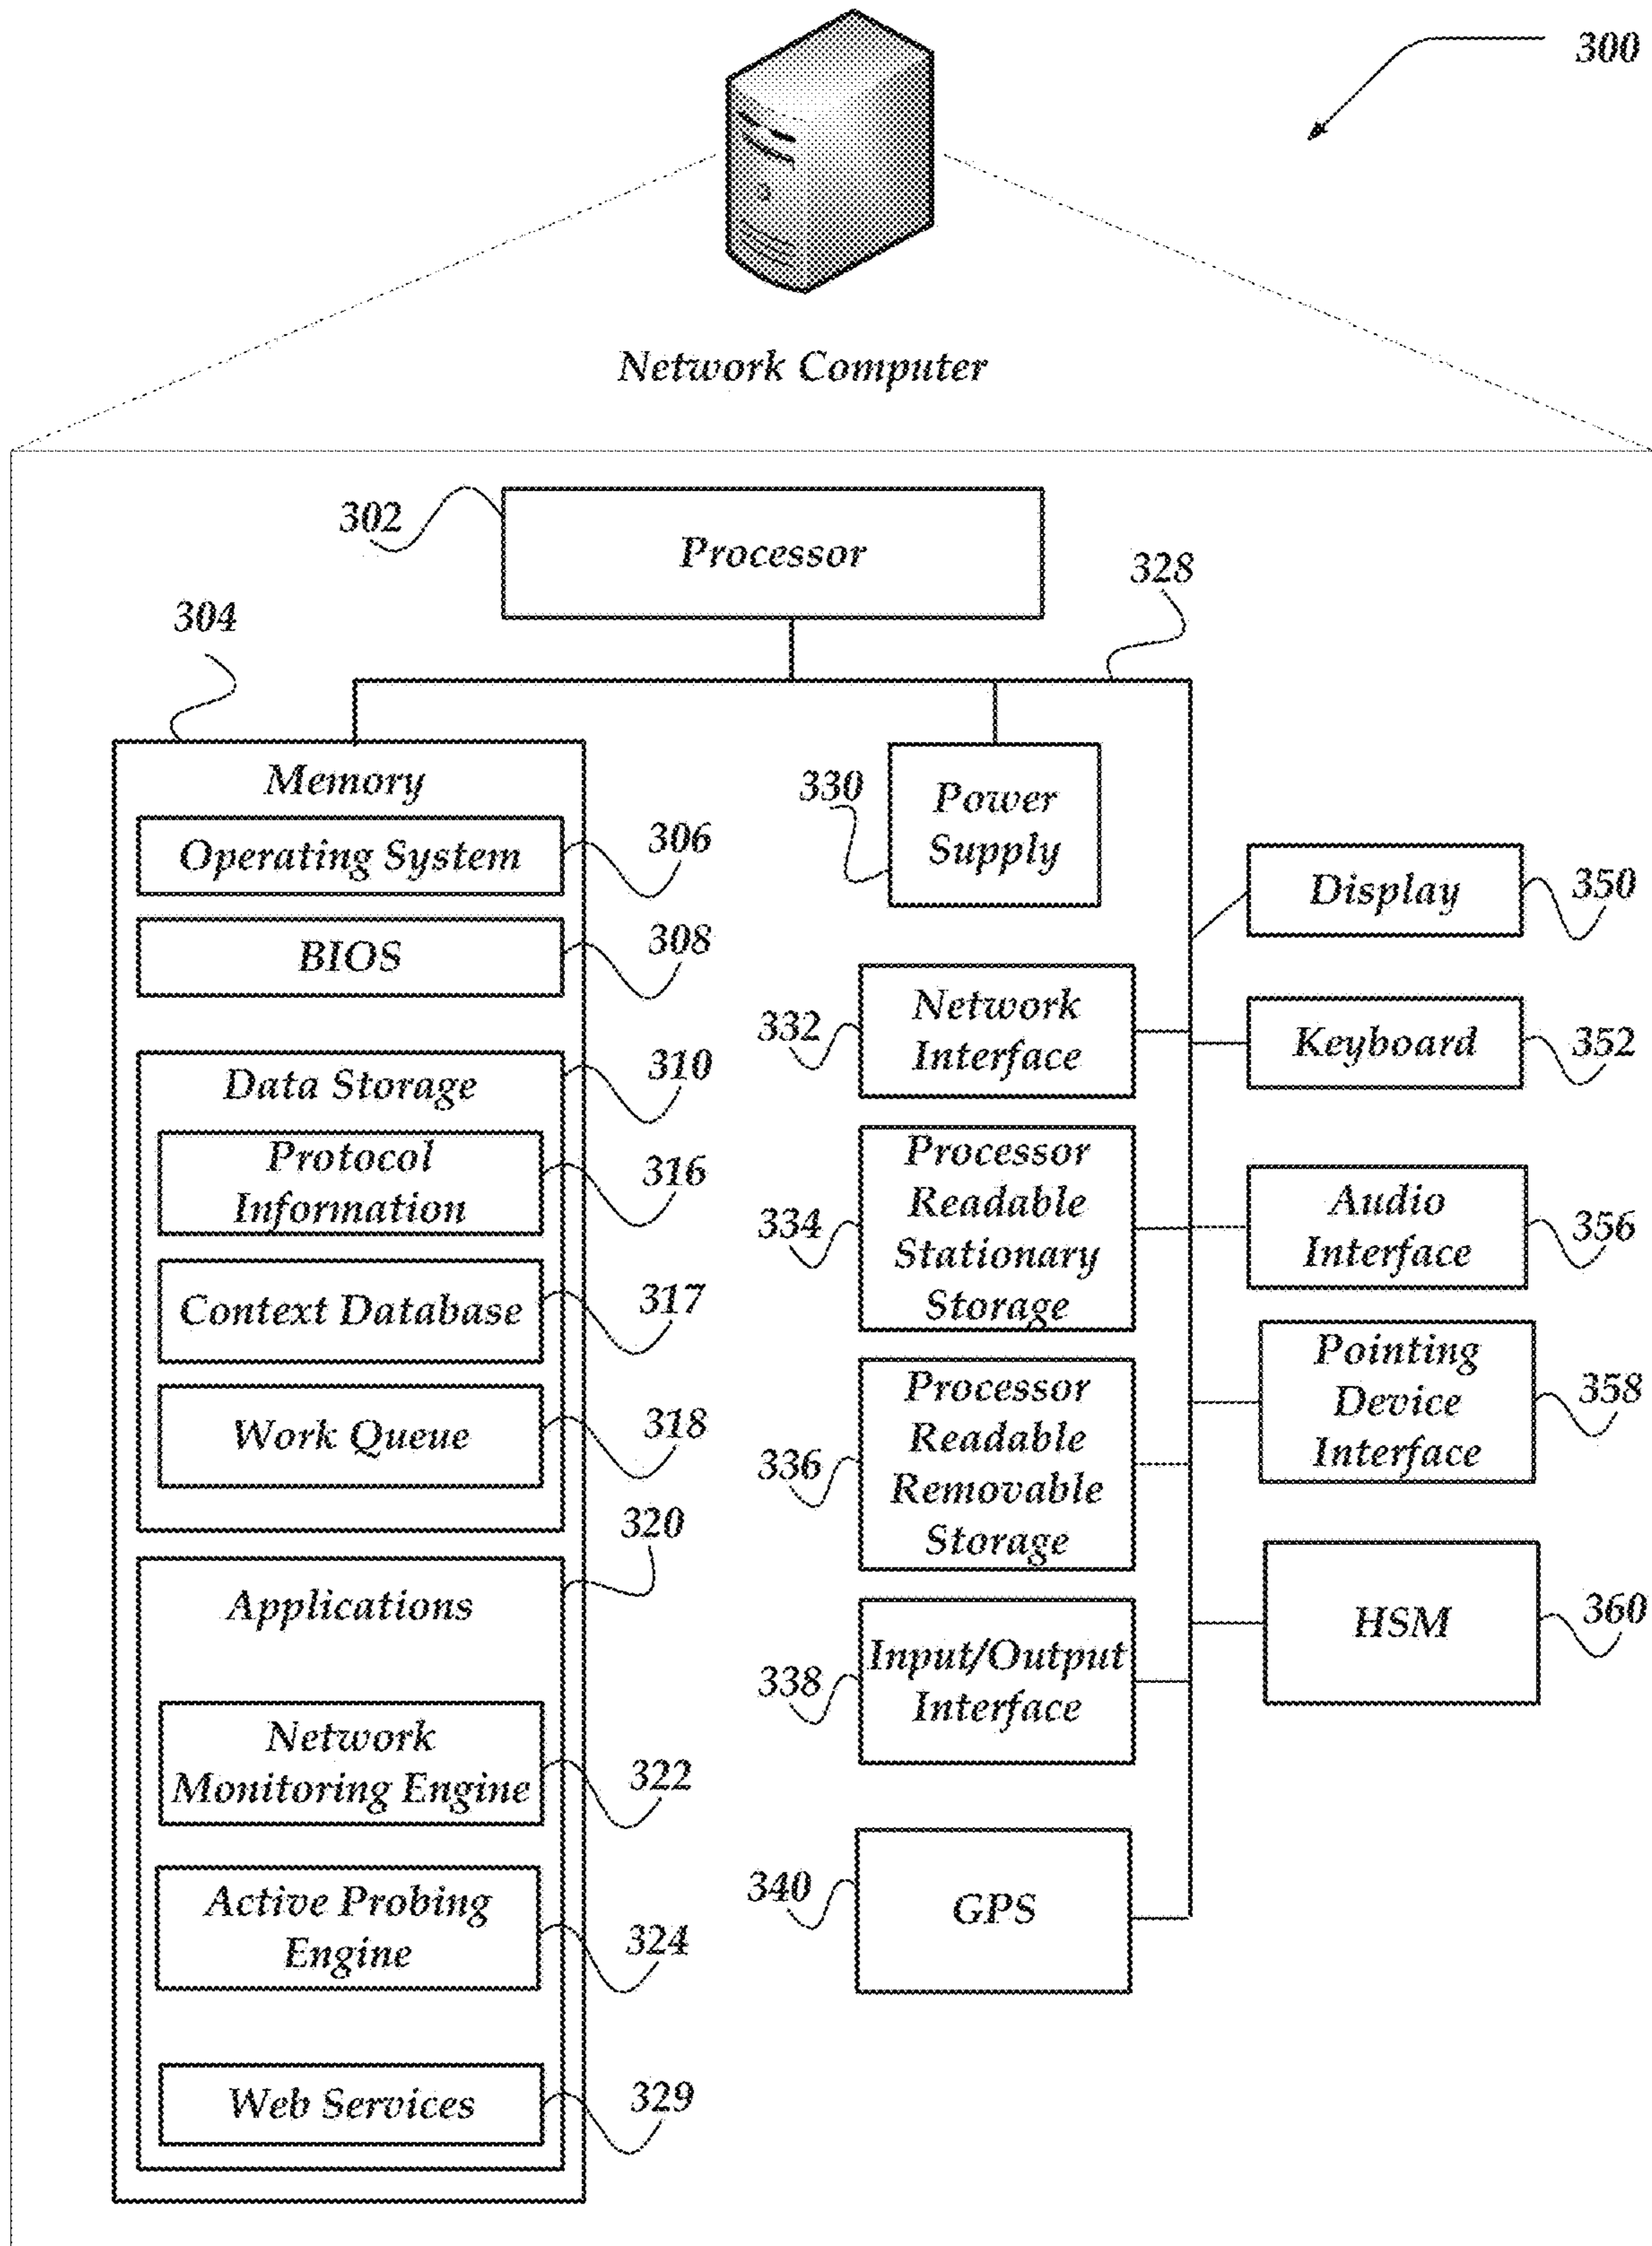 300
Network Computer
302
Processor
328
304
Memory
Operating System
306
BIOS
308
Data Storage
310
Protocol
Information
316
Context Database
317
Work Queue
318
320
Applications
Network
Monitoring Engine
322
Active Probing
Engine
324
Web Services
329
330
Power
Supply
332
Network
Interface
334
Processor
Readable
Stationary
Storage
336
Processor
Readable
Removable
Storage
338
Input/Output
Interface
340
GPS
Display
350
Keyboard
352
Audio
Interface
356
Pointing
Device
Interface
358
HSM
360